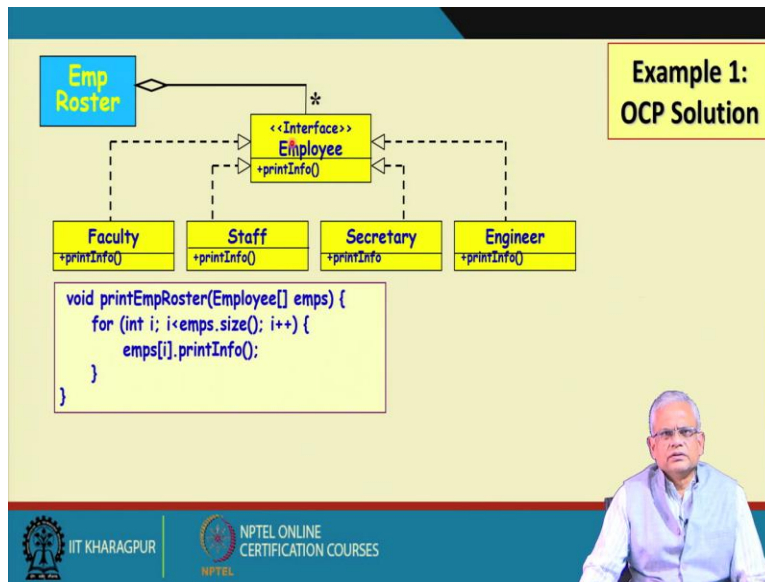 Emp
Roster
*
Example 1:
OCP Solution
<<Interface>>
Employee
+printInfo()
Faculty
+printInfo()
Staff
+printInfo()
Secretary
+printInfo
Engineer
+printInfo()
void printEmpRoster(Employee[] emps) {
for (int i; i<emps.size(); i++) {
emps[i].printInfo();
}
}
IIT KHARAGPUR
NPTEL
NPTEL ONLINE
CERTIFICATION COURSES